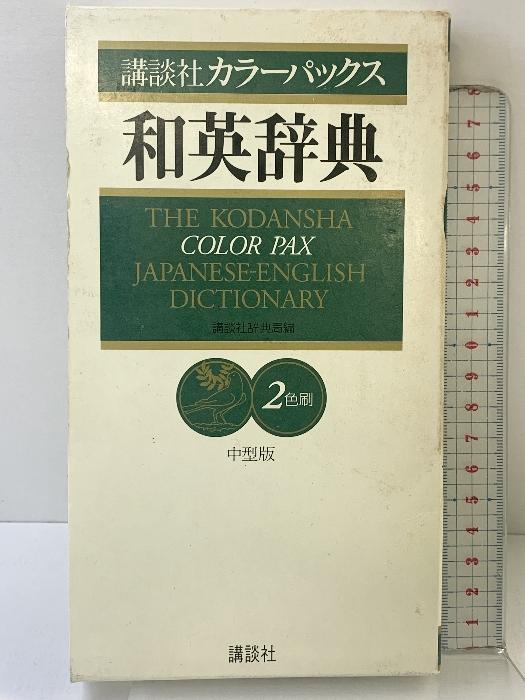 講談社 カラーパックス
和英辞典
THE KODANSHA
COLOR PAX
JAPANESE-ENGLISH
DICTIONARY
講談社辞典局編
2色刷
中型版
講談社